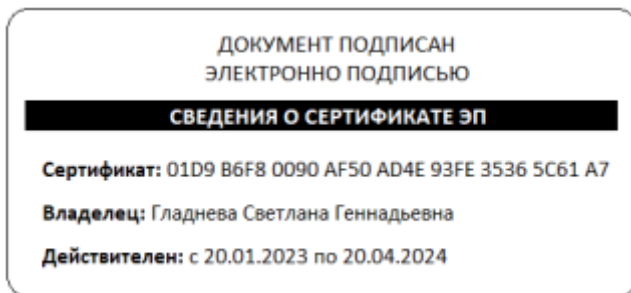 ДОКУМЕНТ ПОДПИСАН
ЭЛЕКТРОННО ПОДПИСЬЮ
СВЕДЕНИЯ О СЕРТИФИКАТЕ ЭП
Сертификат: 01D9 B6F8 0090 AF50 AD4E 93FE 3536 5C61 A7
Владелец: Гладнева Светлана Геннадьевна
Действителен: с 20.01.2023 по 20.04.2024